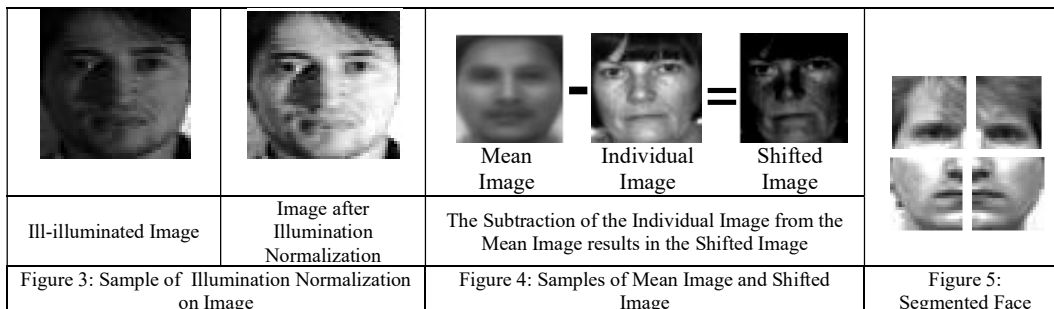 Mean
Image
Individual
Image
Shifted
Image
Ill-illuminated Image
Image after
Illumination
Normalization
The Subtraction of the Individual Image from the
Mean Image results in the Shifted Image
Figure 3: Sample of Illumination Normalization
on Image
Figure 4: Samples of Mean Image and Shifted
Image
Figure 5:
Segmented Face